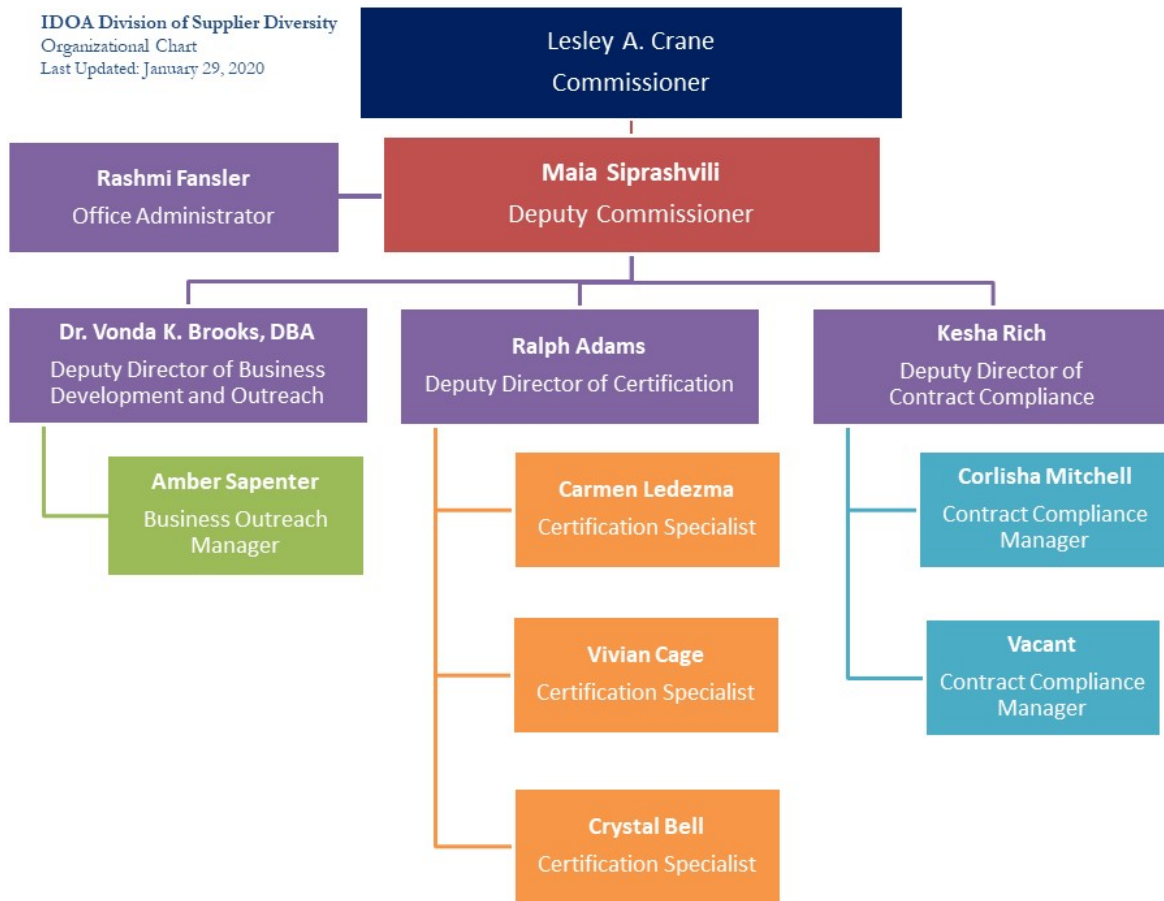 IDOA Division of Supplier Diversity
Organizational Chart
Last Updated: January 29, 2020
Lesley A. Crane
Commissioner
Rashmi Fansler
Office Administrator
Maia Siprashvili
Deputy Commissioner
Dr. Vonda K. Brooks, DBA
Deputy Director of Business
Development and Outreach
Ralph Adams
Deputy Director of Certification
Kesha Rich
Deputy Director of
Contract Compliance
Amber Sapenter
Business Outreach
Manager
Carmen Ledezma
Certification Specialist
Corlisha Mitchell
Contract Compliance
Manager
Vivian Cage
Certification Specialist
Vacant
Contract Compliance
Manager
Crystal Bell
Certification Specialist